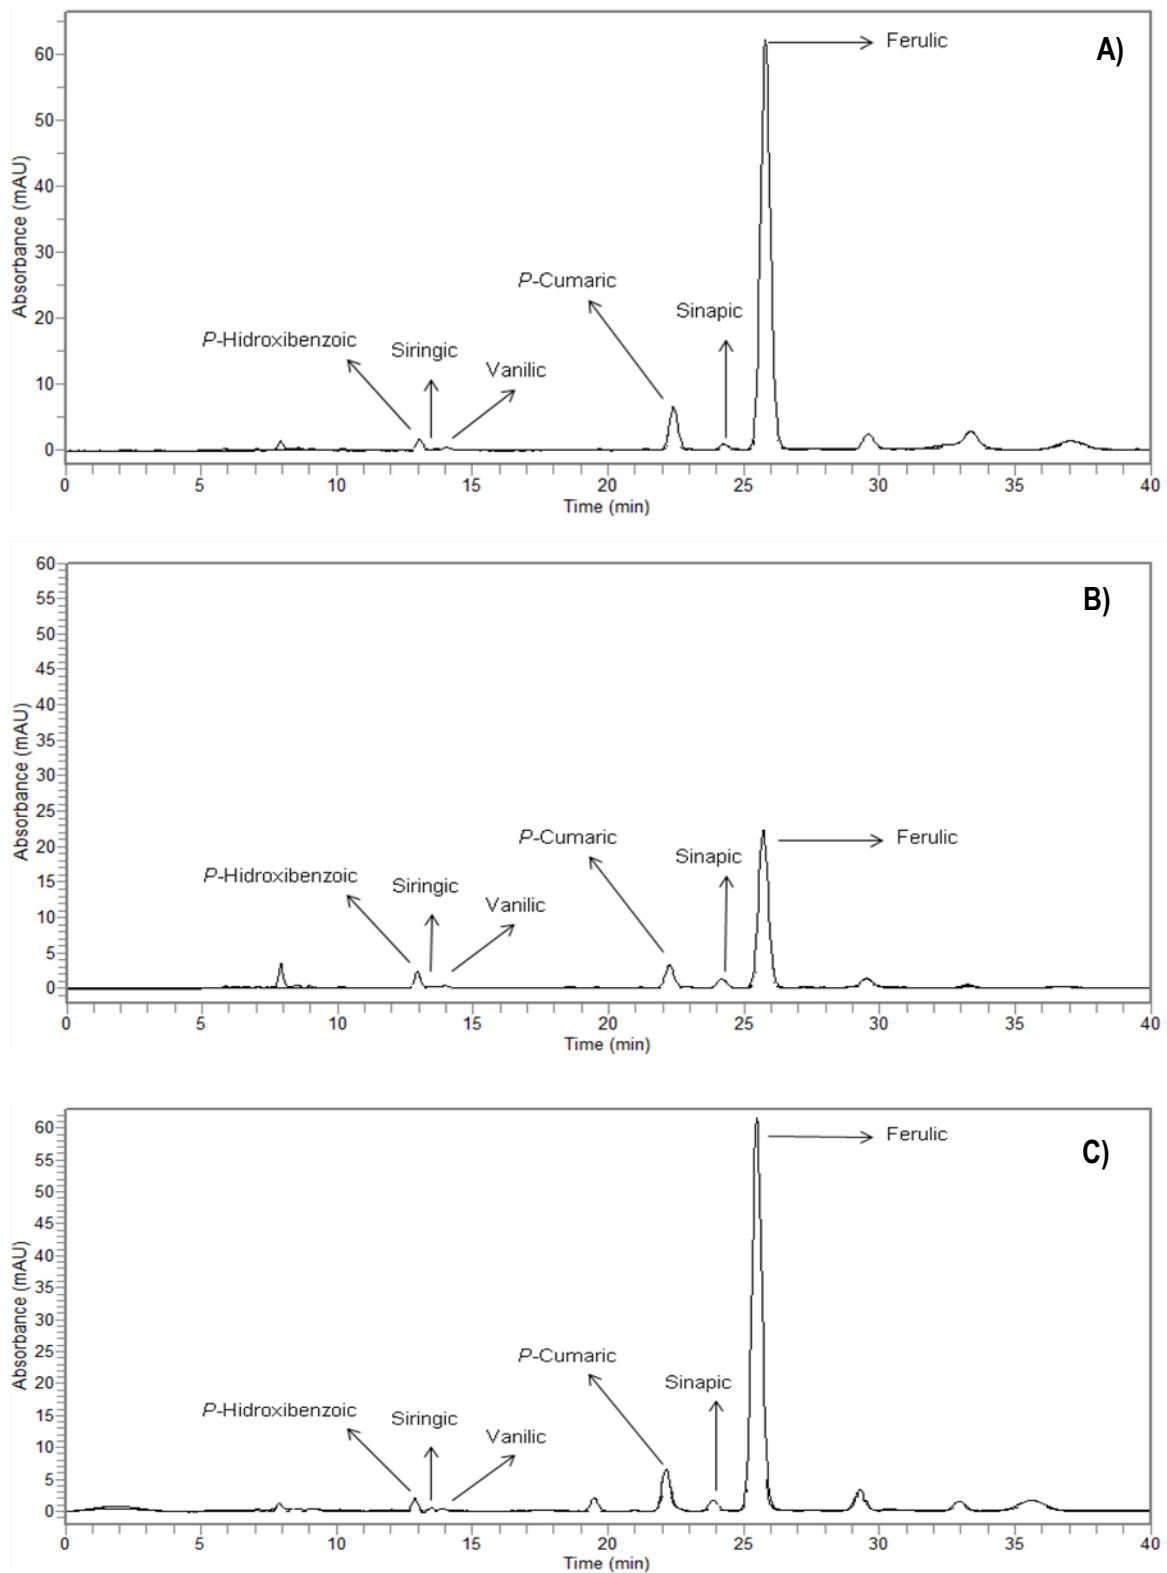 A)
Ferulic
P-Cumaric
Sinapic
P-Hidroxibenzoic
Siringic
Vanilic
Absorbance (mAU)
60
50
40
30
20
10
0
0 5 10 15 20 25 30 35 40
Time (min)
B)
P-Cumaric
Ferulic
Sinapic
P-Hidroxibenzoic
Siringic
Vanilic
Absorbance (mAU)
60
55
50
45
40
35
30
25
20
15
10
5
0
0 5 10 15 20 25 30 35 40
Time (min)
C)
Ferulic
P-Cumaric
Sinapic
P-Hidroxibenzoic
Siringic
Vanilic
Absorbance (mAU)
60
55
50
45
40
35
30
25
20
15
10
5
0
0 5 10 15 20 25 30 35 40
Time (min)